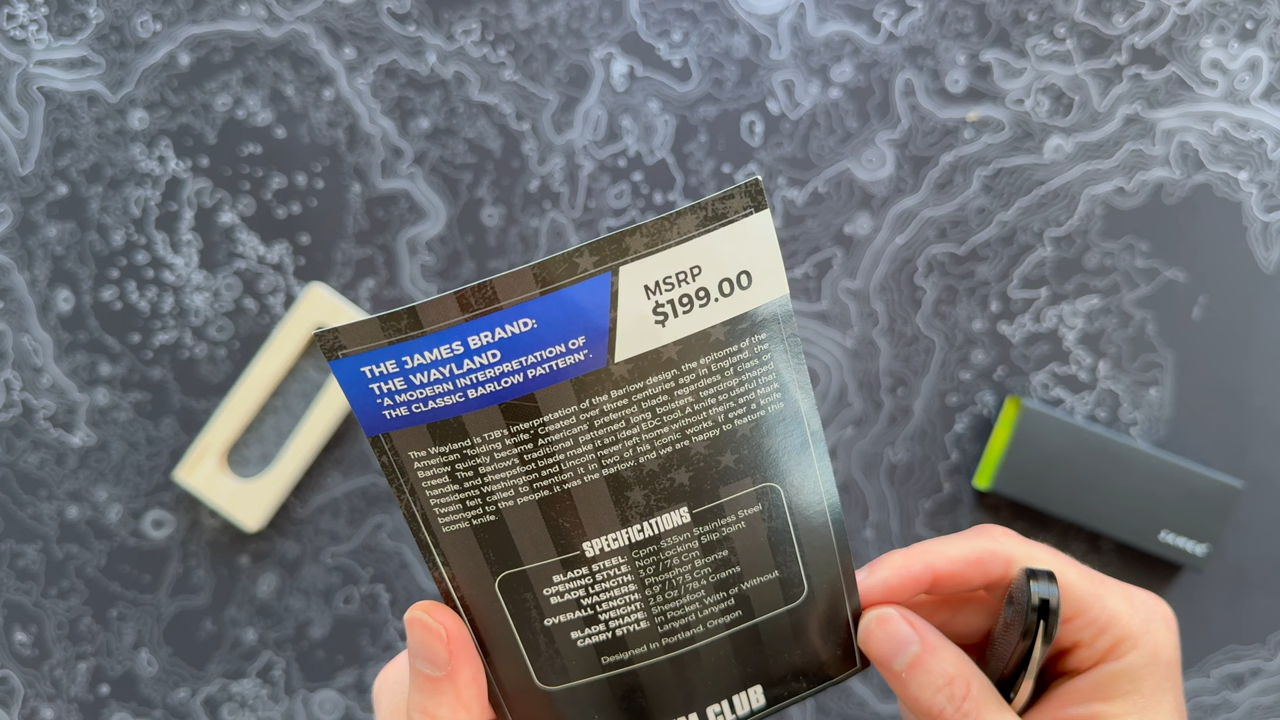 THE JAMES BRAND:
THE WAYLAND
"A MODERN INTERPRETATION OF
THE CLASSIC BARLOW PATTERN".
MSRP
$199.00
The Wayland is TJB's interpretation of the Barlow design, the epitome of the
American "folding knife." Created over three centuries ago in England, the
Barlow quickly became Americans' preferred blade, regardless of class or
creed. The Barlow's traditional patterned long bolsters, teardrop-shaped
handle, and sheepsfoot blade make it an ideal EDC tool. A knife so useful that
Presidents Washington and Lincoln never left home without theirs and Mark
Twain felt called to mention it in two of his iconic works. If ever a knife
belonged to the people, it was the Barlow, and we are happy to feature this
iconic knife.
SPECIFICATIONS
BLADE STEEL: Cpm-S35vn Stainless Steel
OPENING STYLE: Non-Locking Slip Joint
BLADE LENGTH: 3.0" / 7.6 Cm
WASHERS: Phosphor Bronze
OVERALL LENGTH: 6.9" / 17.5 Cm
WEIGHT: 2.8 Oz / 78.4 Grams
BLADE SHAPE: Sheepsfoot
CARRY STYLE: In Pocket With or Without
Lanyard Lanyard
Designed In Portland, Oregon
CLUB